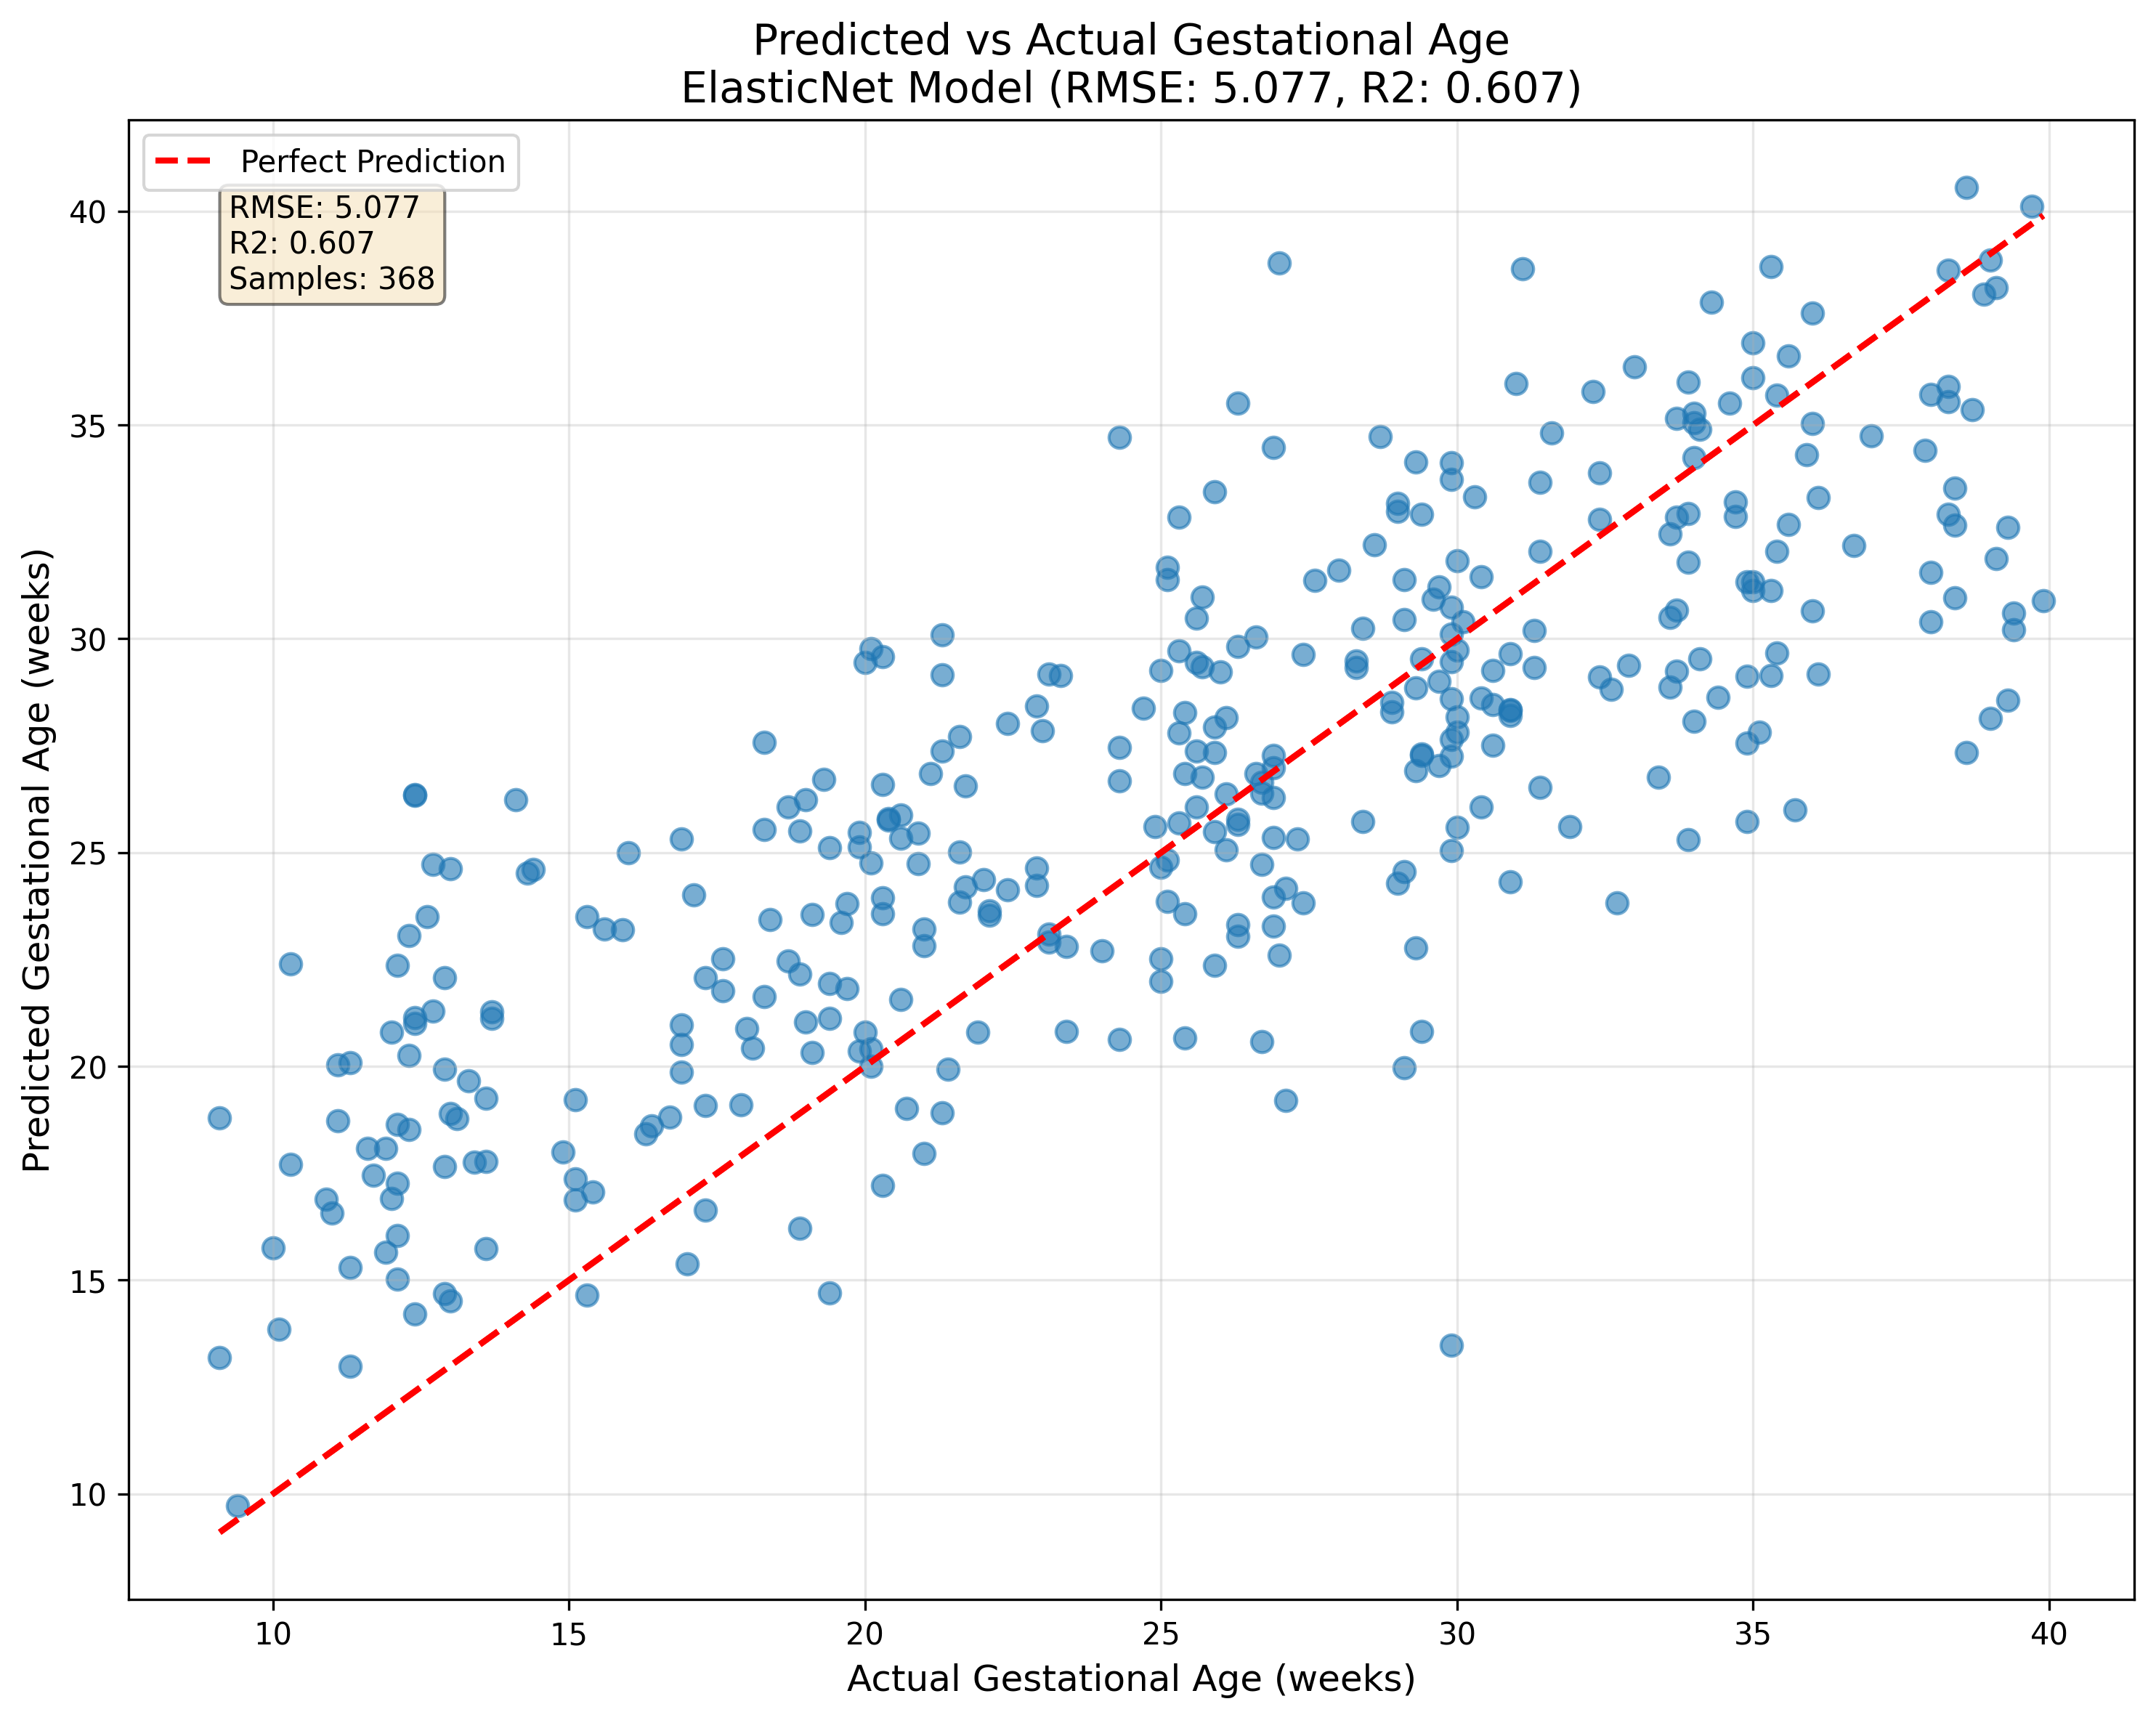 Predicted vs Actual Gestational Age
ElasticNet Model (RMSE: 5.077, R2: 0.607)
Perfect Prediction
RMSE: 5.077
R2: 0.607
Samples: 368
Predicted Gestational Age (weeks)
40
35
30
25
20
15
10
10 15 20 25 30 35 40
Actual Gestational Age (weeks)